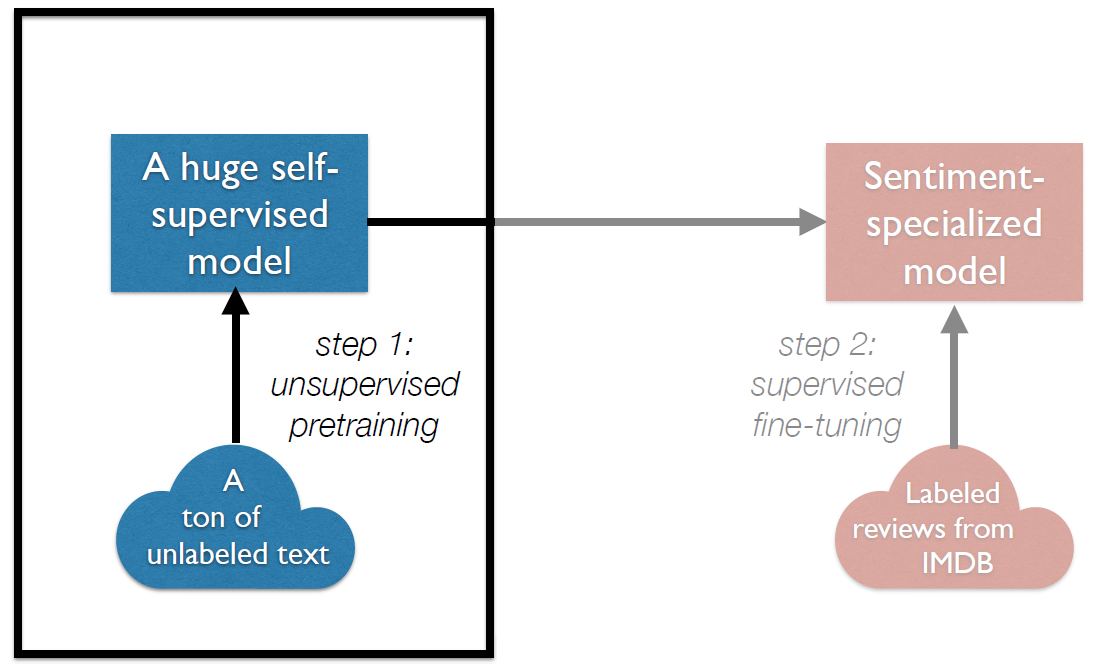 A huge self-
supervised
model
step 1:
unsupervised
pretraining
A
ton of
unlabeled text
Sentiment-
specialized
model
step 2:
supervised
fine-tuning
Labeled
reviews from
IMDB